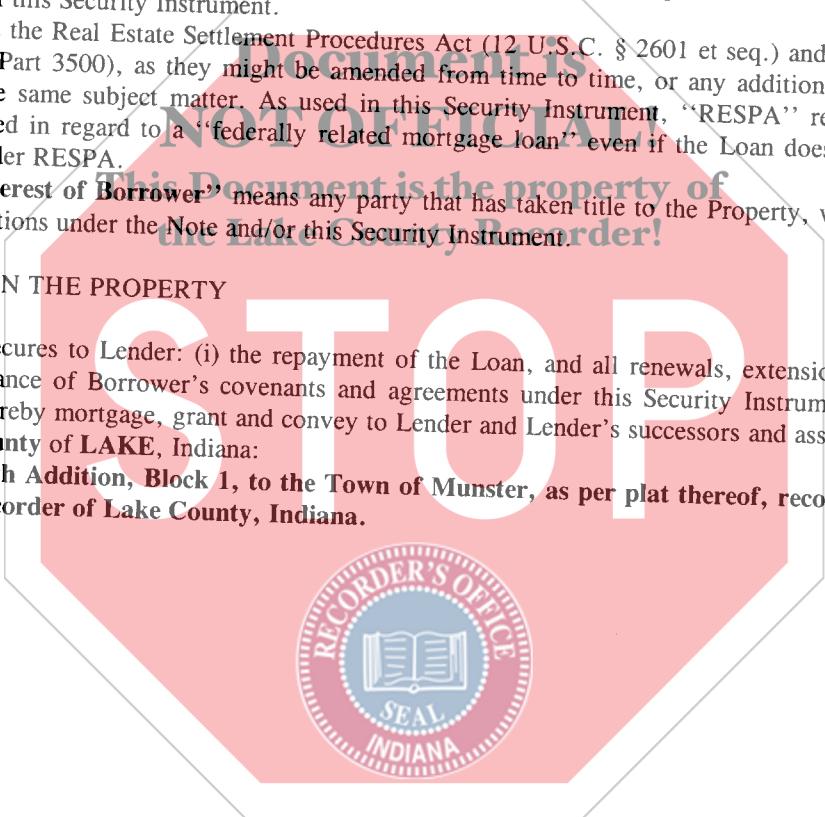 this Security Instrument.
the Real Estate Settlement Procedures Act (12 U.S.C. § 2601 et seq.) and
Part 3500), as they might be amended from time to time, or any addition
e same subject matter. As used in this Security Instrument, “RESPA” re
ed in regard to a “federally related mortgage loan” even if the Loan does
der RESPA.
erest of Borrower” means any party that has taken title to the Property, w
tions under the Note and/or this Security Instrument.
Document is
NOT OFFICIAL!
This Document is the property of
the Lake County Recorder!
N THE PROPERTY
STOP
cures to Lender: (i) the repayment of the Loan, and all renewals, extensio
ance of Borrower’s covenants and agreements under this Security Instrum
reby mortgage, grant and convey to Lender and Lender’s successors and ass
unty of LAKE, Indiana:
h Addition, Block 1, to the Town of Munster, as per plat thereof, reco
corder of Lake County, Indiana.
RECORDER'S OFFICE
SEAL
INDIANA